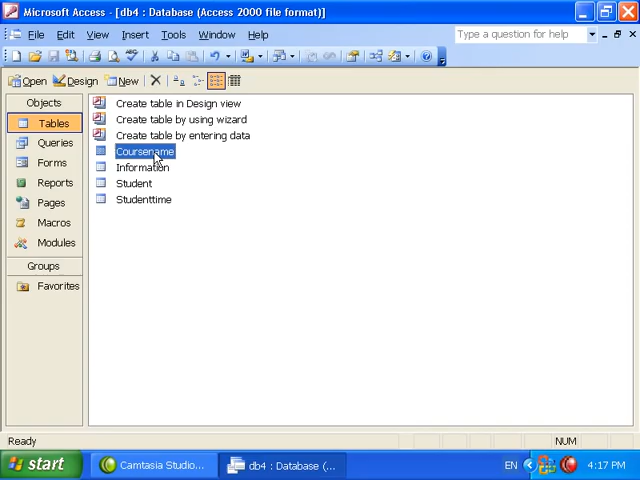 Microsoft Access - [db4 : Database (Access 2000 file format)]
File Edit View Insert Tools Window Help
Type a question for help
Open Design New
Objects
Tables
Queries
Forms
Reports
Pages
Macros
Modules
Groups
Favorites
Create table in Design view
Create table by using wizard
Create table by entering data
Coursename
Information
Student
Studenttime
Ready
NUM
start
Camtasia Studio...
db4 : Database (...
EN
4:17 PM